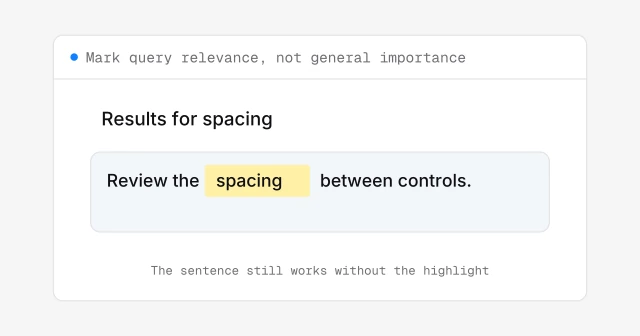 Mark query relevance, not general importance
Results for spacing
Review the spacing between controls.
The sentence still works without the highlight